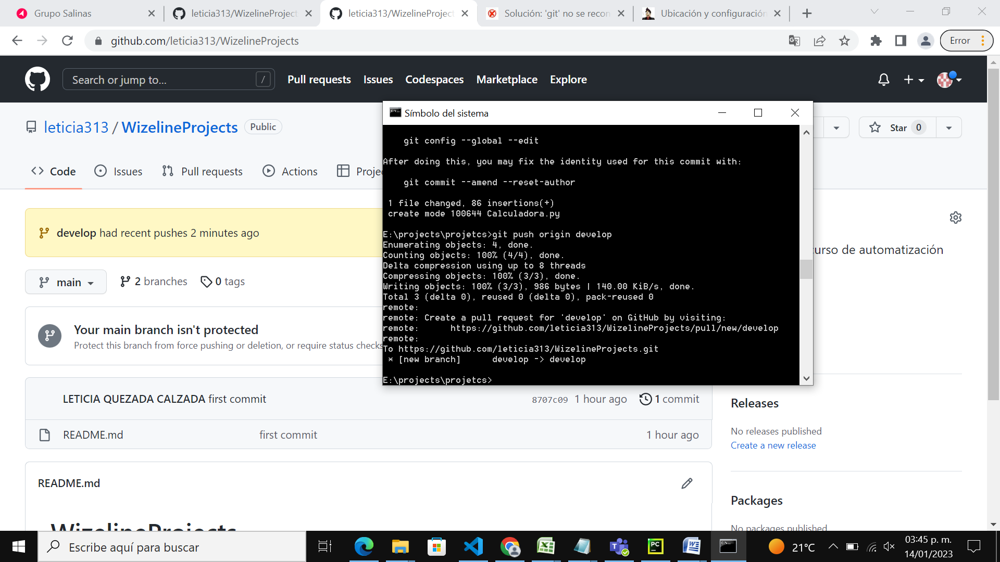 Grupo Salinas
leticia313/WizelineProject
leticia313/WizelineProject
Solución: 'git' no se recon
Ubicación y configuración
github.com/leticia313/WizelineProjects
Error
Search or jump to...
/
Pull requests
Issues
Codespaces
Marketplace
Explore
leticia313 / WizelineProjects
Public
Star 0
Code
Issues
Pull requests
Actions
Projec
Símbolo del sistema
git config --global --edit
After doing this, you may fix the identity used for this commit with:
git commit --amend --reset-author
1 file changed, 86 insertions(+)
create mode 100644 Calculadora.py
E:\projects\projetcs>git push origin develop
Enumerating objects: 4, done.
Counting objects: 100% (4/4), done.
Delta compression using up to 8 threads
Compressing objects: 100% (3/3), done.
Writing objects: 100% (3/3), 986 bytes | 140.00 KiB/s, done.
Total 3 (delta 0), reused 0 (delta 0), pack-reused 0
remote:
remote: Create a pull request for 'develop' on GitHub by visiting:
remote:      https://github.com/leticia313/WizelineProjects/pull/new/develop
remote:
To https://github.com/leticia313/WizelineProjects.git
* [new branch]      develop -> develop
E:\projects\projetcs>
develop had recent pushes 2 minutes ago
urso de automatización
main
2 branches
0 tags
Your main branch isn't protected
Protect this branch from force pushing or deletion, or require status checks
LETICIA QUEZADA CALZADA first commit
8707c09 1 hour ago
1 commit
README.md
first commit
1 hour ago
Releases
No releases published
Create a new release
README.md
Packages
No packages published
WizelineProjects
Escribe aquí para buscar
21°C
03:45 p. m.
14/01/2023